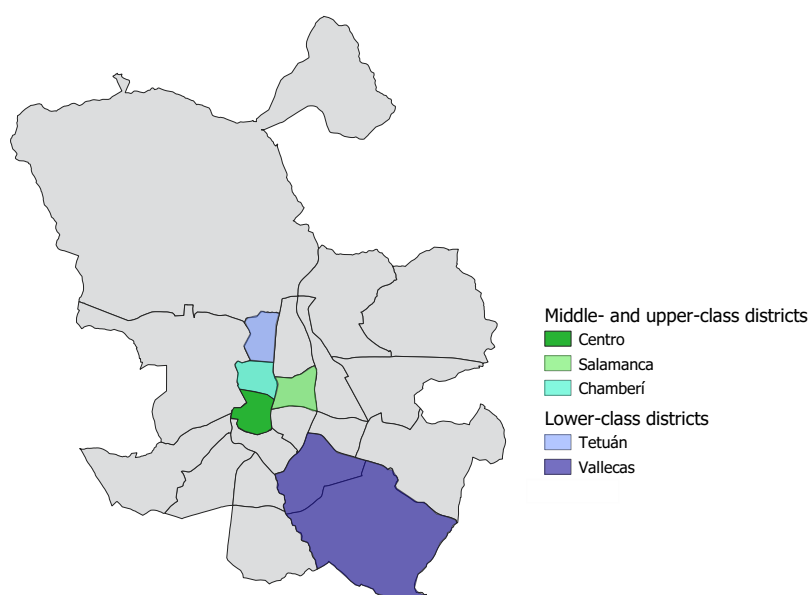 Middle- and upper-class districts
Centro
Salamanca
Chamberí
Lower-class districts
Tetuán
Vallecas